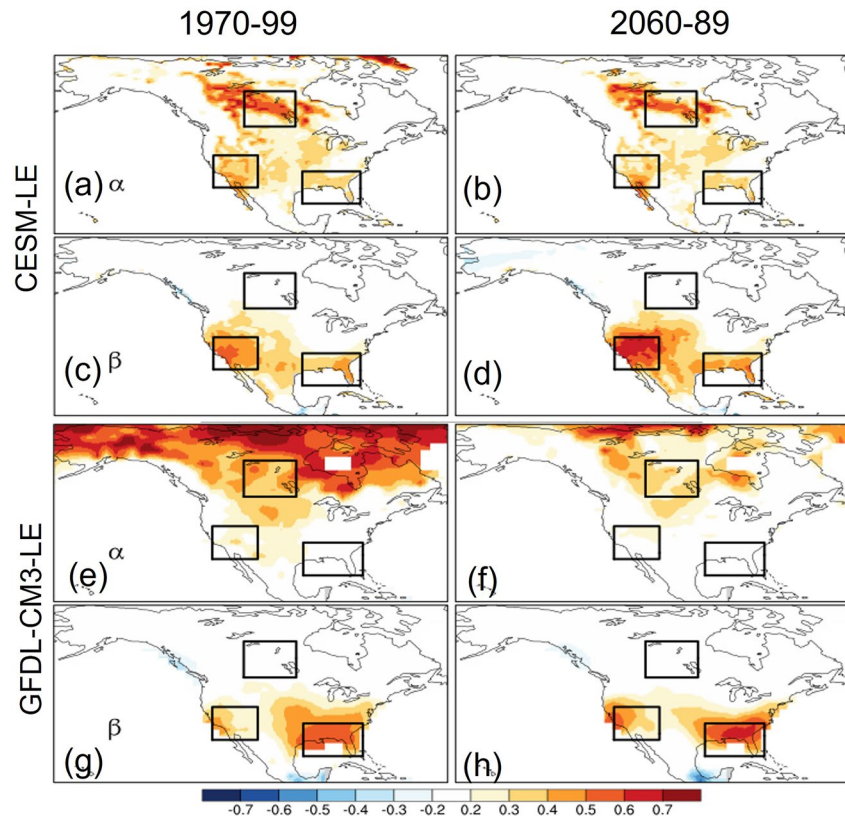 1970-99 2060-89
CESM-LE
(a) α (b)
(c) β (d)
GFDL-CM3-LE
(e) α (f)
(g) β (h)
-0.7 -0.6 -0.5 -0.4 -0.3 -0.2 0.2 0.3 0.4 0.5 0.6 0.7